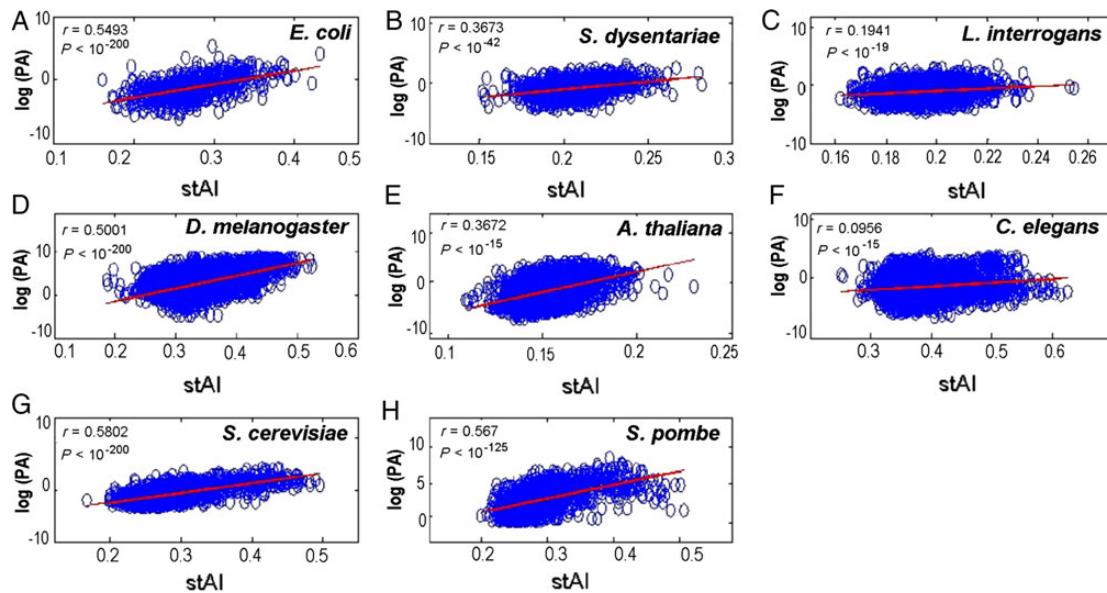 A
r = 0.5493
P < 10^-200
E. coli
log (PA)
0
-10
0.1 0.2 0.3 0.4 0.5
stAI
B
r = 0.3673
P < 10^-42
S. dysentariae
log (PA)
10
0
-10
0.15 0.2 0.25 0.3
stAI
C
r = 0.1941
P < 10^-19
L. interrogans
log (PA)
10
0
-10
0.16 0.18 0.20 0.22 0.24 0.26
stAI
D
r = 0.5001
P < 10^-200
D. melanogaster
log (PA)
10
0
-10
0.1 0.2 0.3 0.4 0.5 0.6
stAI
E
r = 0.3672
P < 10^-15
A. thaliana
log (PA)
10
0
-10
0.1 0.15 0.2 0.25
stAI
F
r = 0.0956
P < 10^-15
C. elegans
log (PA)
10
0
-10
0.3 0.4 0.5 0.6
stAI
G
r = 0.5802
P < 10^-200
S. cerevisiae
log (PA)
10
0
-10
0.2 0.3 0.4 0.5
stAI
H
r = 0.567
P < 10^-125
S. pombe
log (PA)
10
5
0
0.2 0.3 0.4 0.5
stAI